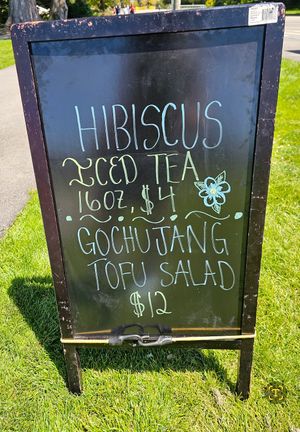 HIBISCUS
ICED TEA
16oz, $4
GOCHUJANG
TOFU SALAD
$12